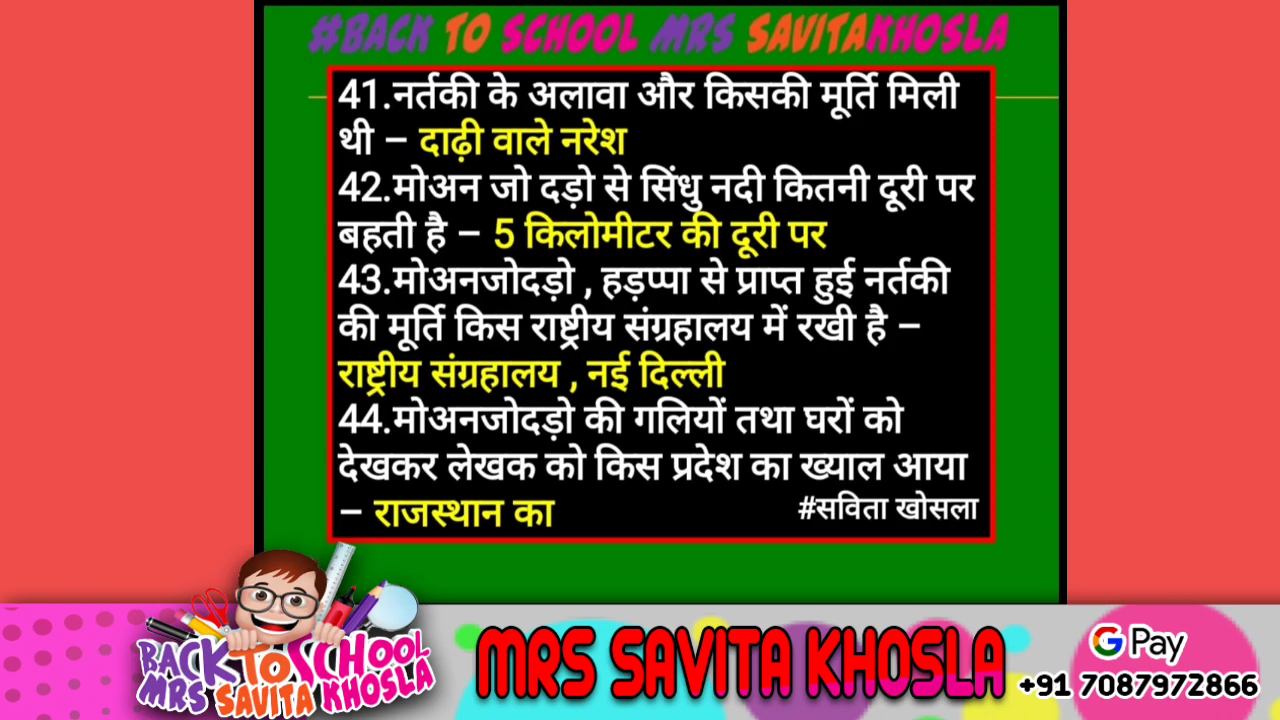 #BACK TO SCHOOL MRS SAVITAKHOSLA
41.नर्तकी के अलावा और किसकी मूर्ति मिली
थी – दाढ़ी वाले नरेश
42.मोअन जो दड़ो से सिंधु नदी कितनी दूरी पर
बहती है – 5 किलोमीटर की दूरी पर
43.मोअनजोदड़ो , हड़प्पा से प्राप्त हुई नर्तकी
की मूर्ति किस राष्ट्रीय संग्रहालय में रखी है –
राष्ट्रीय संग्रहालय , नई दिल्ली
44.मोअनजोदड़ो की गलियों तथा घरों को
देखकर लेखक को किस प्रदेश का ख्याल आया
– राजस्थान का
#सविता खोसला
BACK TO SCHOOL
MRS SAVITA KHOSLA
MRS SAVITA KHOSLA
G Pay
+91 7087972866